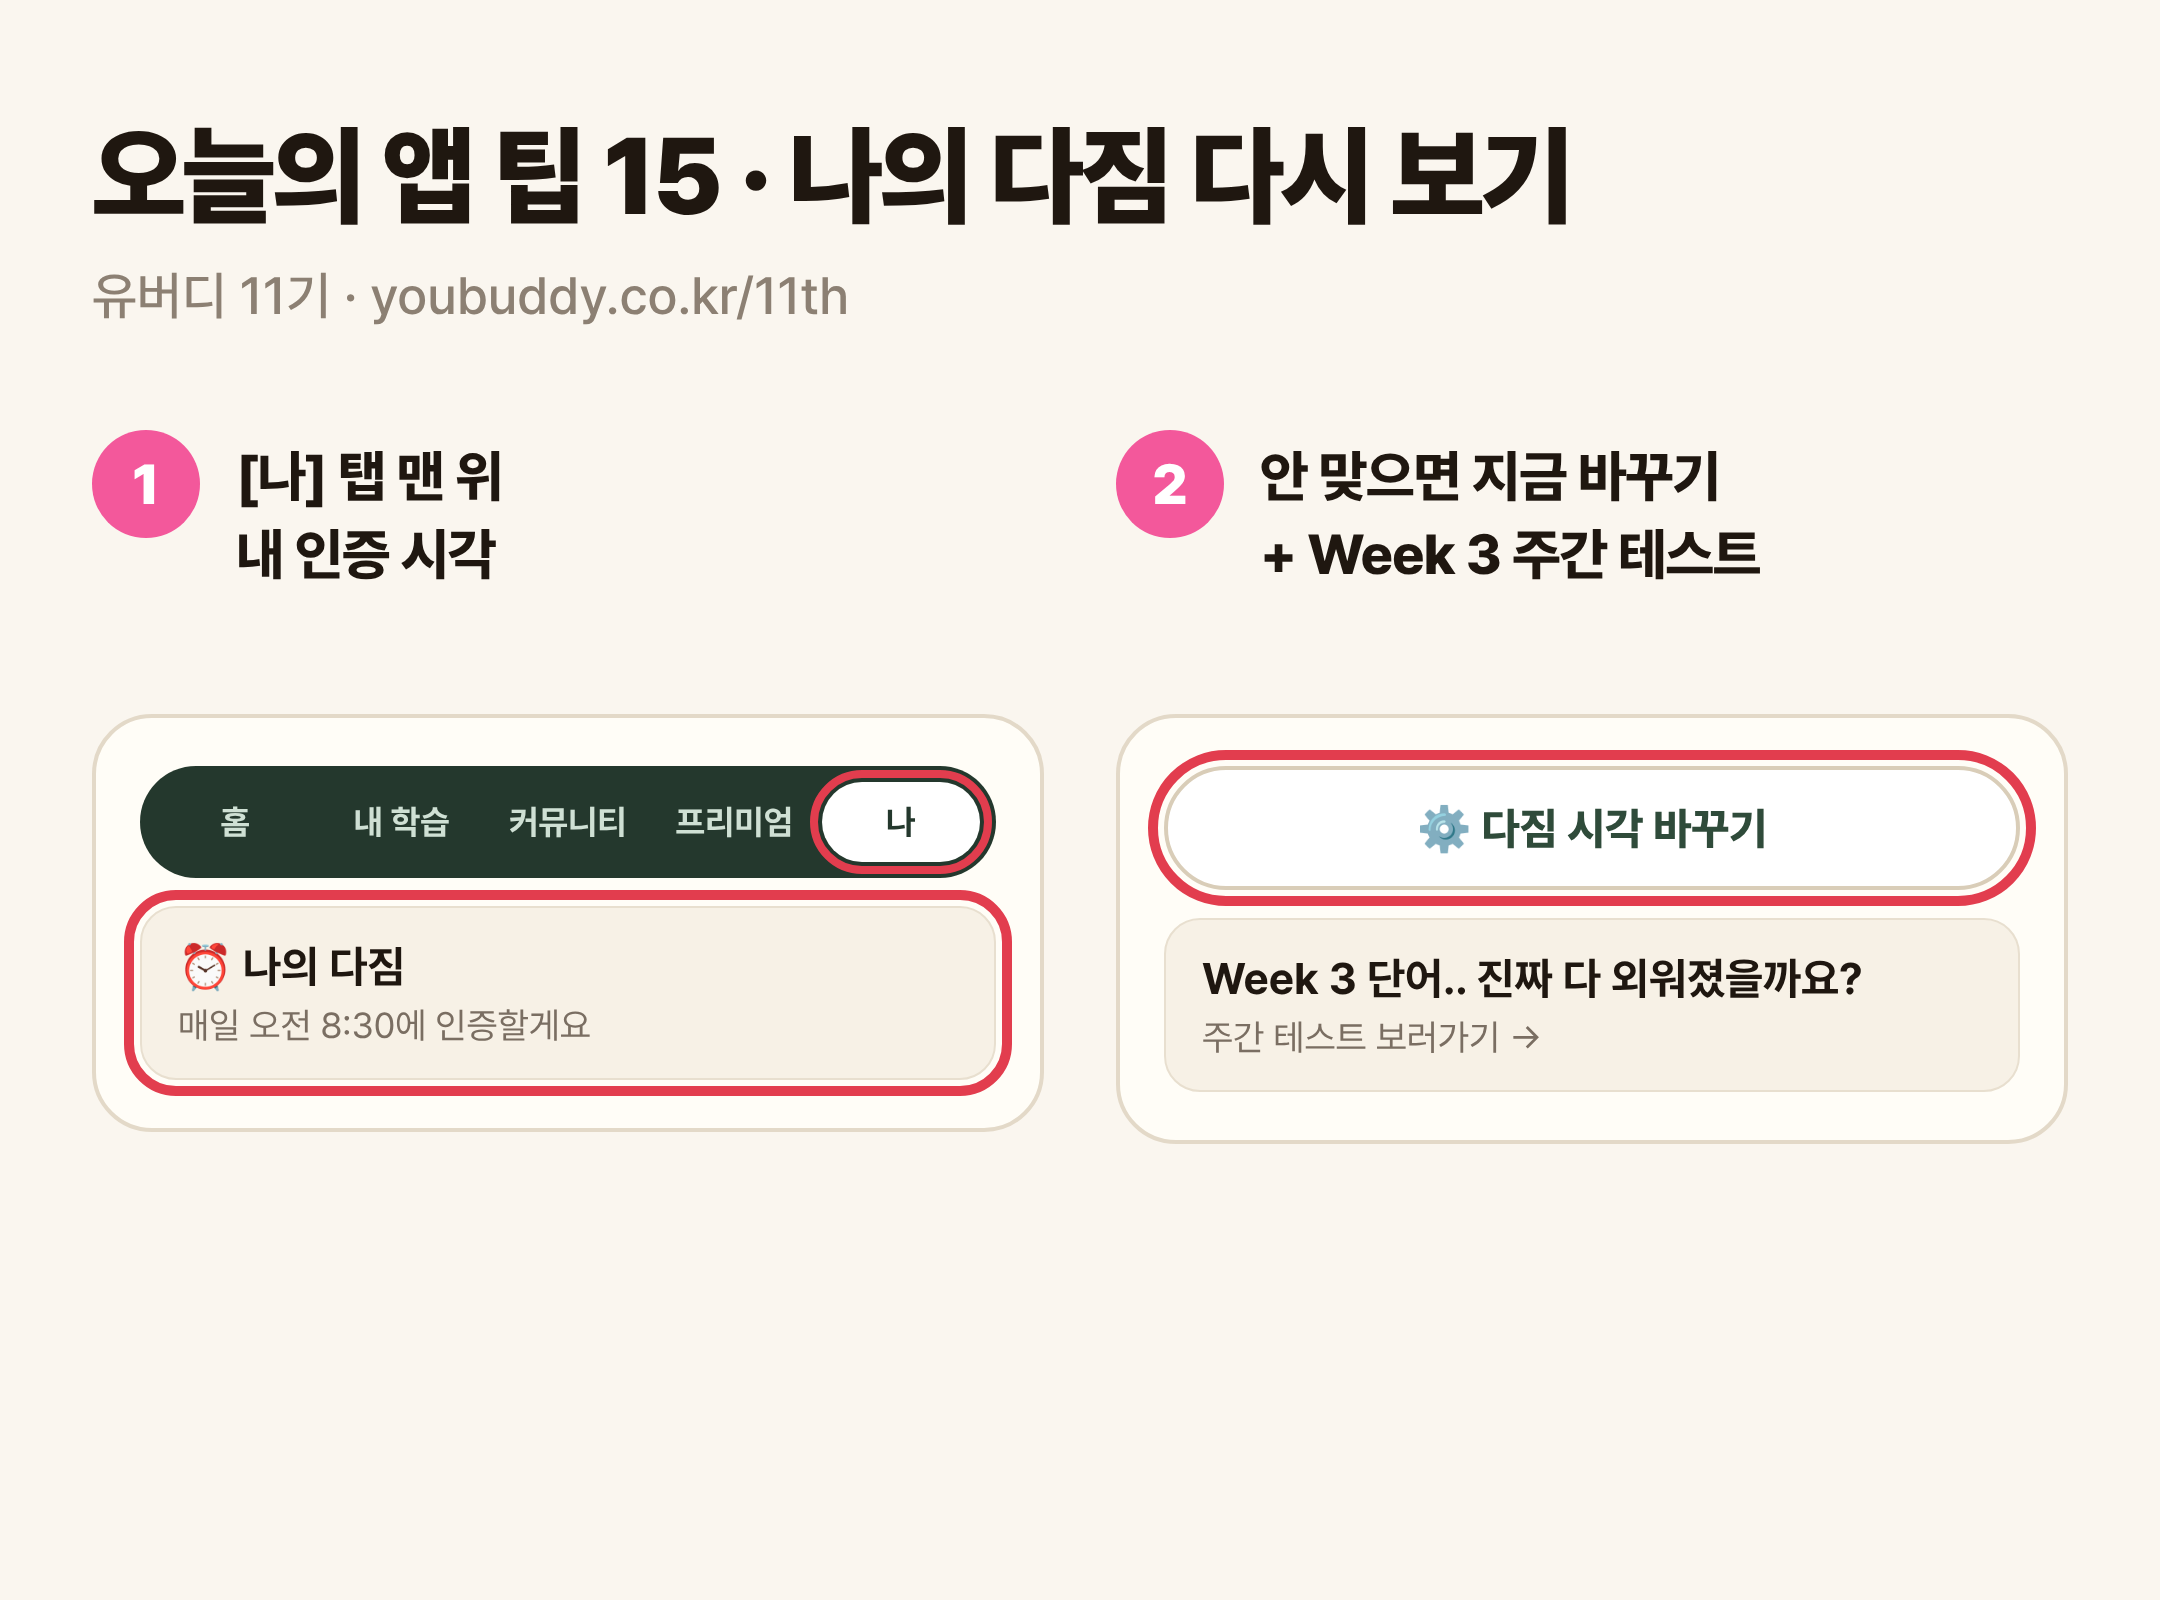 오늘의 앱 팁 15 · 나의 다짐 다시 보기
유버디 11기 · youbuddy.co.kr/11th
1
[나] 탭 맨 위
내 인증 시각
2
안 맞으면 지금 바꾸기
+ Week 3 주간 테스트
홈 내 학습 커뮤니티 프리미엄 나
⏰ 나의 다짐
매일 오전 8:30에 인증할게요
⚙️ 다짐 시각 바꾸기
Week 3 단어.. 진짜 다 외워졌을까요?
주간 테스트 보러가기 →